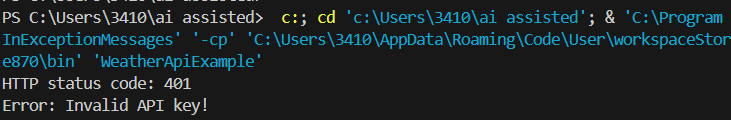 PS C:\Users\3410\ai assisted>  c:; cd 'c:\Users\3410\ai assisted'; & 'C:\Program
InExceptionMessages' '-cp' 'C:\Users\3410\AppData\Roaming\Code\User\workspaceStor
e870\bin' 'WeatherApiExample'
HTTP status code: 401
Error: Invalid API key!